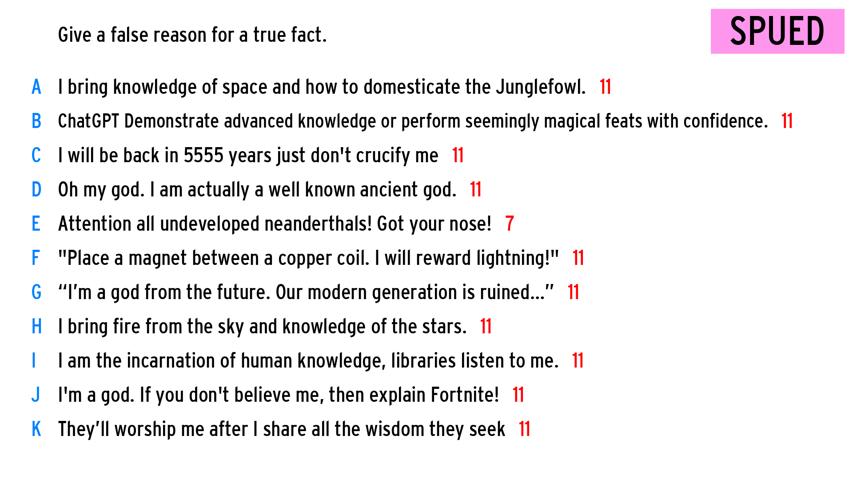 Give a false reason for a true fact.
SPUED
A I bring knowledge of space and how to domesticate the Junglefowl. 11
B ChatGPT Demonstrate advanced knowledge or perform seemingly magical feats with confidence. 11
C I will be back in 5555 years just don't crucify me 11
D Oh my god. I am actually a well known ancient god. 11
E Attention all undeveloped neanderthals! Got your nose! 7
F "Place a magnet between a copper coil. I will reward lightning!" 11
G “I’m a god from the future. Our modern generation is ruined...” 11
H I bring fire from the sky and knowledge of the stars. 11
I I am the incarnation of human knowledge, libraries listen to me. 11
J I'm a god. If you don't believe me, then explain Fortnite! 11
K They’ll worship me after I share all the wisdom they seek 11